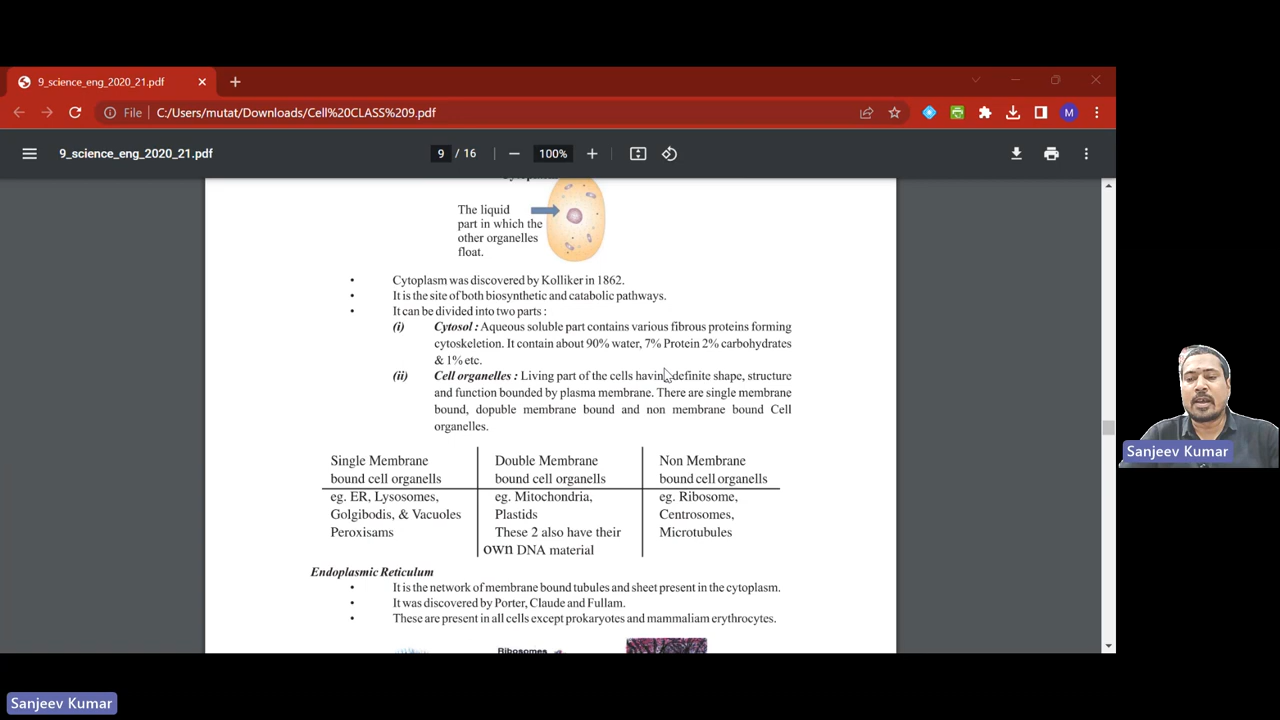 9_science_eng_2020_21.pdf
File C:/Users/mutat/Downloads/Cell%20CLASS%209.pdf
M
9_science_eng_2020_21.pdf
9 / 16
100%
The liquid
part in which the
other organelles
float.
• Cytoplasm was discovered by Kolliker in 1862.
• It is the site of both biosynthetic and catabolic pathways.
• It can be divided into two parts :
(i) Cytosol : Aqueous soluble part contains various fibrous proteins forming
cytoskeletion. It contain about 90% water, 7% Protein 2% carbohydrates
& 1% etc.
(ii) Cell organelles : Living part of the cells havin definite shape, structure
and function bounded by plasma membrane. There are single membrane
bound, dopuble membrane bound and non membrane bound Cell
organelles.
Single Membrane
bound cell organells
eg. ER, Lysosomes,
Golgibodis, & Vacuoles
Peroxisams
Double Membrane
bound cell organells
eg. Mitochondria,
Plastids
These 2 also have their
own DNA material
Non Membrane
bound cell organells
eg. Ribosome,
Centrosomes,
Microtubules
Endoplasmic Reticulum
• It is the network of membrane bound tubules and sheet present in the cytoplasm.
• It was discovered by Porter, Claude and Fullam.
• These are present in all cells except prokaryotes and mammaliam erythrocytes.
Ribosomes
Sanjeev Kumar
Sanjeev Kumar